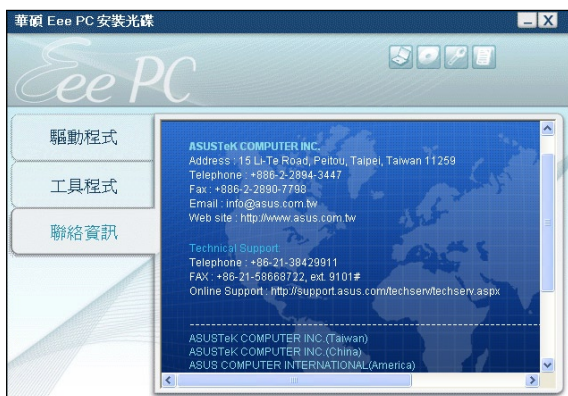 華碩 Eee PC 安裝光碟
Eee PC
驅動程式
工具程式
聯絡資訊
ASUSTeK COMPUTER INC.
Address : 15 Li-Te Road, Peitou, Taipei, Taiwan 11259
Telephone : +886-2-2894-3447
Fax : +886-2-2890-7798
Email : info@asus.com.tw
Web site : http://www.asus.com.tw
Technical Support
Telephone : +86-21-38429911
FAX : +86-21-58668722, ext. 9101#
Online Support : http://support.asus.com/techserv/techserv.aspx
ASUSTeK COMPUTER INC.(Taiwan)
ASUSTeK COMPUTER INC.(China)
ASUS COMPUTER INTERNATIONAL(America)